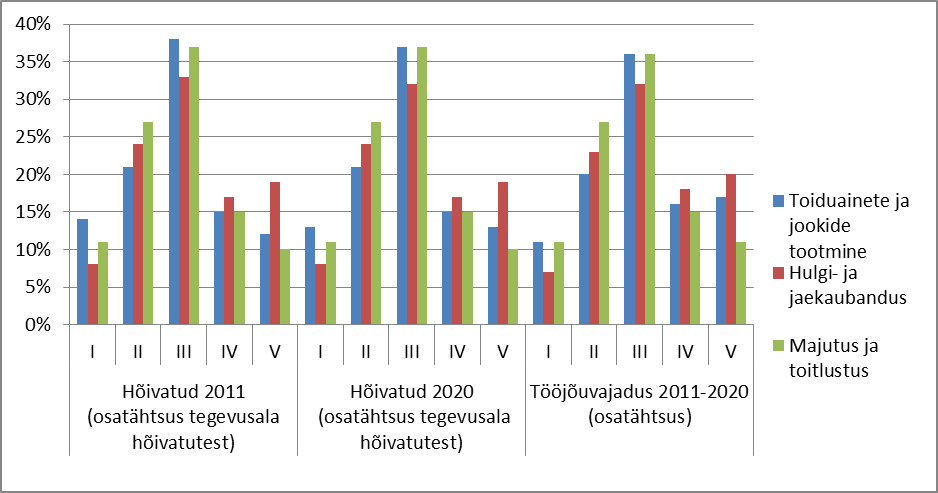 40%
35%
30%
25%
20%
15%
10%
5%
0%
I II III IV V I II III IV V I II III IV V
Hõivatud 2011
(osatähtsus tegevusala
hõivatutest)
Hõivatud 2020
(osatähtsus tegevusala
hõivatutest)
Tööjõuvajadus 2011-2020
(osatähtsus)
Toiduainete ja
jookide
tootmine
Hulgi- ja
jaekaubandus
Majutus ja
toitlustus